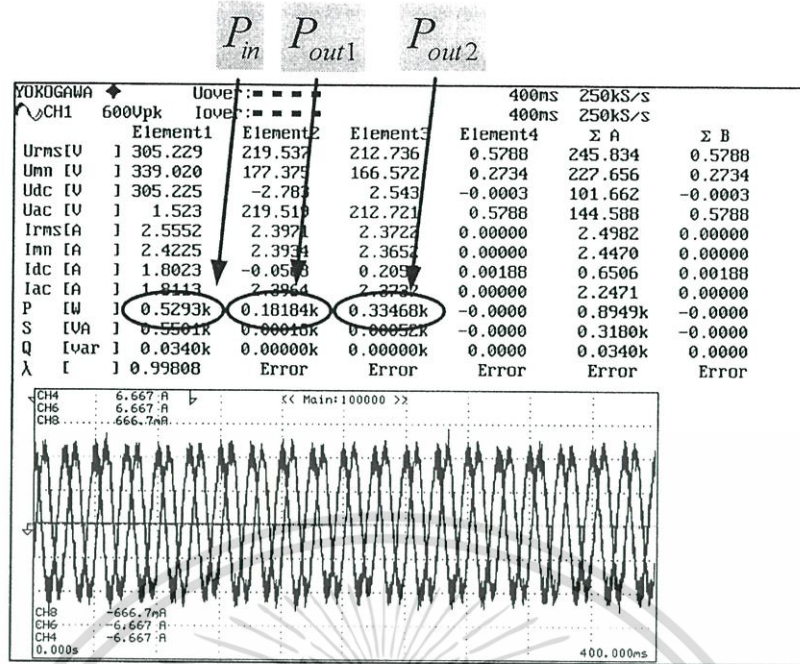 Pin Pout1 Pout2
YOKOGAWA Uover:
CH1 600Vpk Iover:
400ms 250kS/s
400ms 250kS/s
Element1 Element2 Element3 Element4 Σ A Σ B
Urms[V ] 305.229 219.537 212.736 0.5788 245.834 0.5788
Umn [V ] 339.020 177.375 166.572 0.2734 227.656 0.2734
Udc [V ] 305.225 -2.783 2.543 -0.0003 101.662 -0.0003
Uac [V ] 1.523 219.519 212.721 0.5788 144.588 0.5788
Irms[A ] 2.5552 2.3971 2.3722 0.00000 2.4982 0.00000
Imn [A ] 2.4225 2.3934 2.3652 0.00000 2.4470 0.00000
Idc [A ] 1.8023 0.00188 0.6506 0.00188
Iac [A ] 1.8113 2.3964 2.3732 0.00000 2.2471 0.00000
P [W ] 0.5293k 0.18184k 0.33468k -0.0000 0.8949k -0.0000
S [VA ] 0.5501k 0.00018k 0.00052k -0.0000 0.3180k -0.0000
Q [var ] 0.0340k 0.00000k 0.00000k 0.0000 0.0340k 0.0000
λ [ ] 0.99808 Error Error Error Error Error
CH4 6.667 A
<< Main:100000 >>
CH6 6.667 A
CH8 666.7mA
CH8 -666.7mA
CH6 -6.667 A
CH4 -6.667 A
0.000s 400.000ms